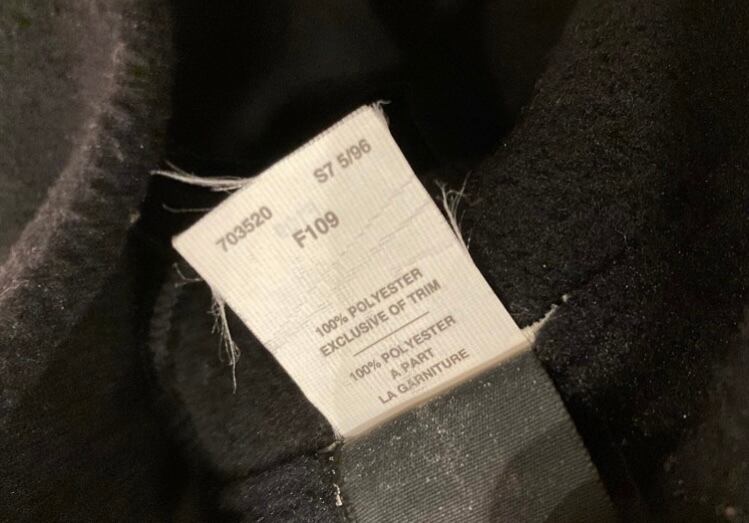 S7 5/96
703520
F109
100% POLYESTER
EXCLUSIVE OF TRIM
100% POLYESTER
A PART
LA GARNITURE